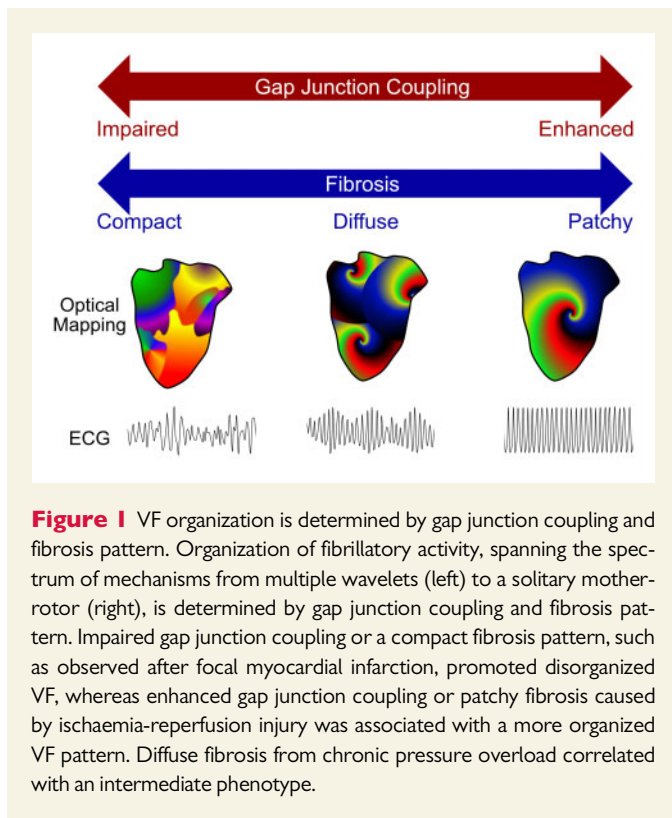 Gap Junction Coupling
Impaired Enhanced
Fibrosis
Compact Diffuse Patchy
Optical
Mapping
ECG
Figure 1 VF organization is determined by gap junction coupling and
fibrosis pattern. Organization of fibrillatory activity, spanning the spec-
trum of mechanisms from multiple wavelets (left) to a solitary mother-
rotor (right), is determined by gap junction coupling and fibrosis pat-
tern. Impaired gap junction coupling or a compact fibrosis pattern, such
as observed after focal myocardial infarction, promoted disorganized
VF, whereas enhanced gap junction coupling or patchy fibrosis caused
by ischaemia-reperfusion injury was associated with a more organized
VF pattern. Diffuse fibrosis from chronic pressure overload correlated
with an intermediate phenotype.